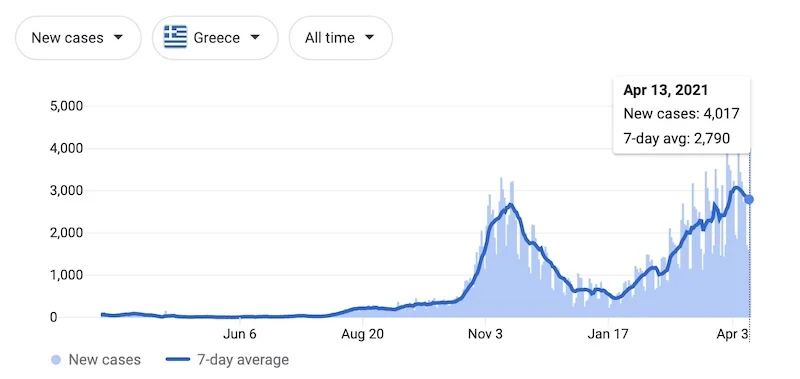 New cases
Greece
All time
Apr 13, 2021
New cases: 4,017
7-day avg: 2,790
5,000
4,000
3,000
2,000
1,000
0
Jun 6
Aug 20
Nov 3
Jan 17
Apr 3
New cases
7-day average